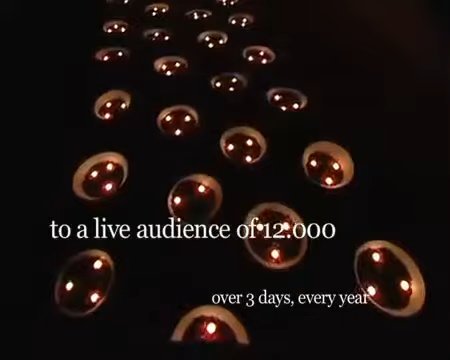 to a live audience of 12.000
over 3 days, every year